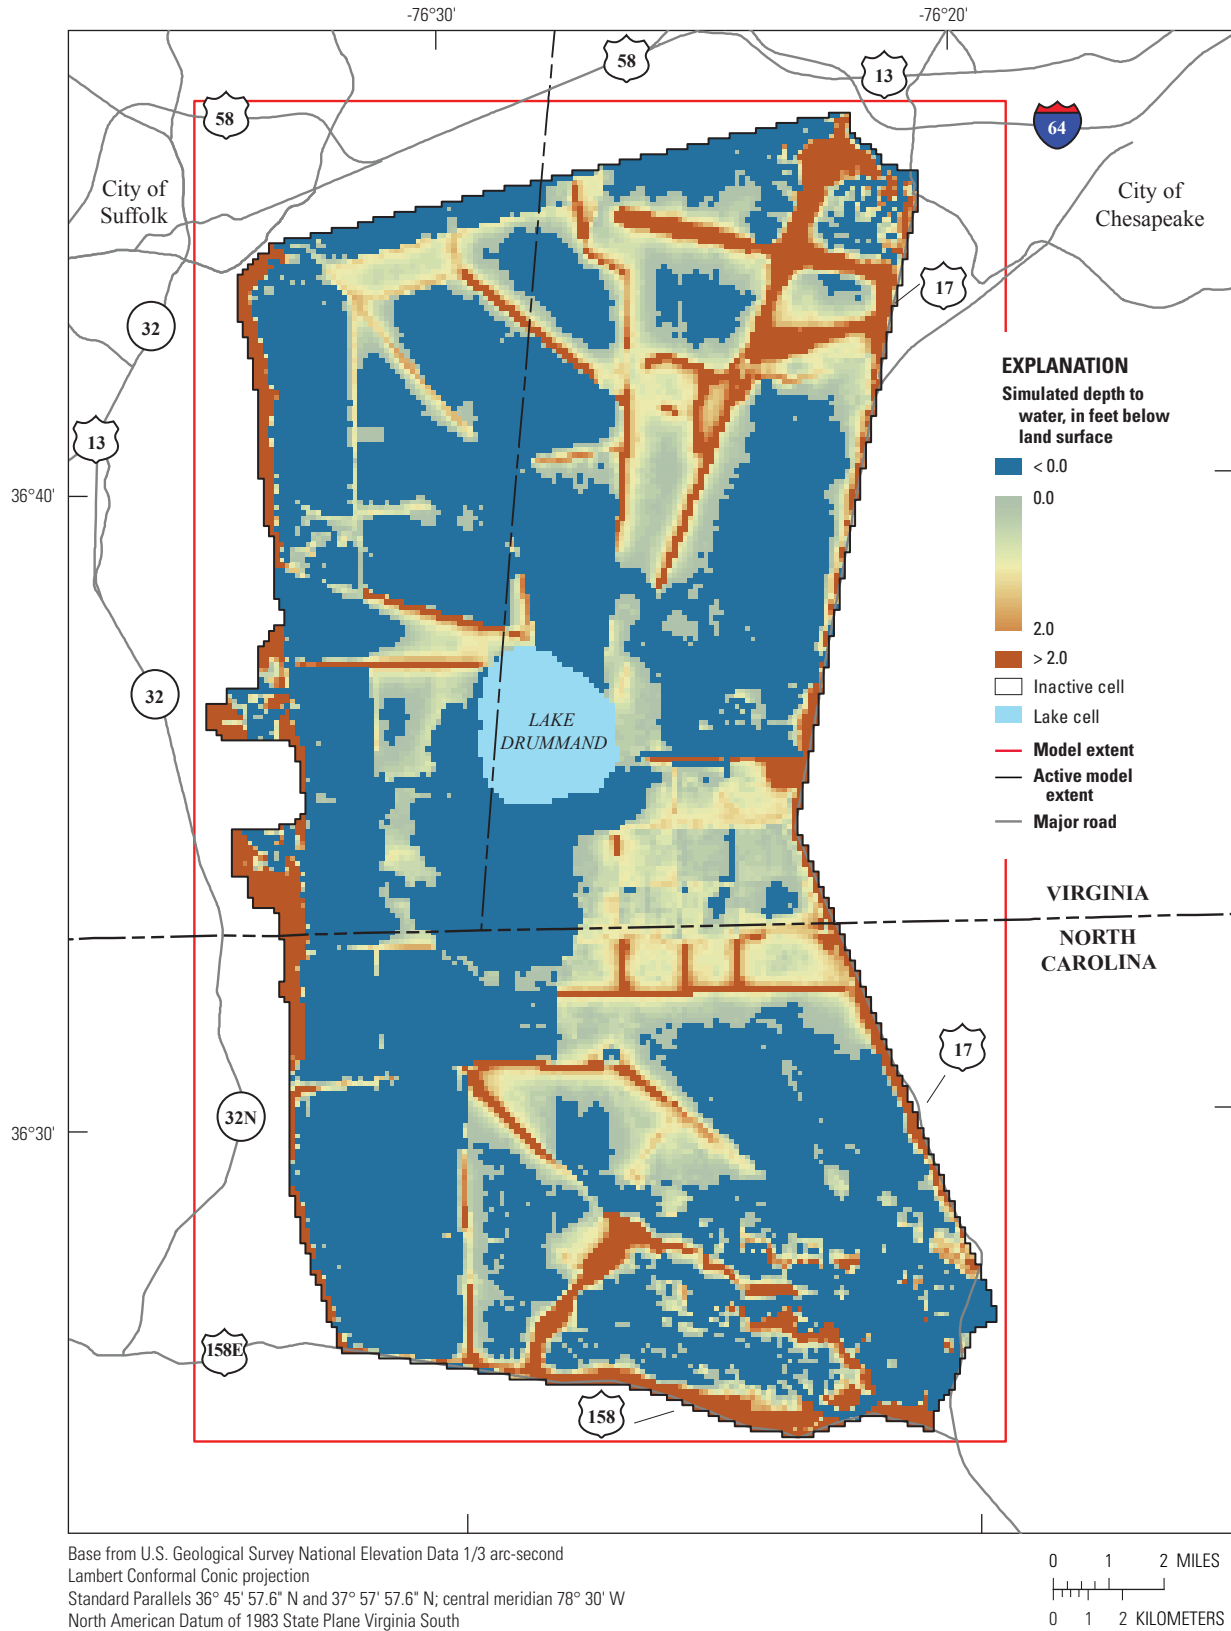 -76°30'
-76°20'
58
13
58
64
City of
Suffolk
City of
Chesapeake
17
32
EXPLANATION
Simulated depth to
water, in feet below
land surface
< 0.0
0.0
2.0
> 2.0
Inactive cell
Lake cell
Model extent
Active model
extent
Major road
13
36°40'
32
LAKE
DRUMMAND
VIRGINIA
NORTH
CAROLINA
17
32N
36°30'
158E
158
Base from U.S. Geological Survey National Elevation Data 1/3 arc-second
Lambert Conformal Conic projection
Standard Parallels 36° 45' 57.6" N and 37° 57' 57.6" N; central meridian 78° 30' W
North American Datum of 1983 State Plane Virginia South
0 1 2 MILES
0 1 2 KILOMETERS